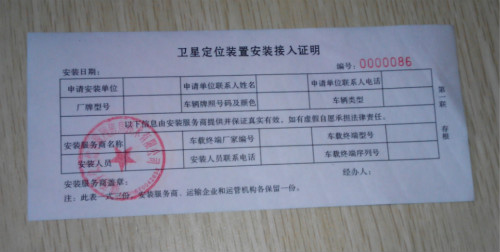 卫星定位装置安装接入证明
安装日期： 编号：0000086
申请安装单位 申请单位联系人姓名 申请单位联系人电话
厂牌型号 车辆牌照号码及颜色 车辆类型
以下信息由安装服务商提供并保证真实有效，如有虚假自愿承担法律责任。
安装服务商名称 车载终端厂家编号 车载终端型号
安装人员 安装人员联系电话 车载终端序列号
安装服务商盖章： 经办人：
注：此表一式三份，安装服务商、运输企业和运管机构各保留一份。
第一联 存根